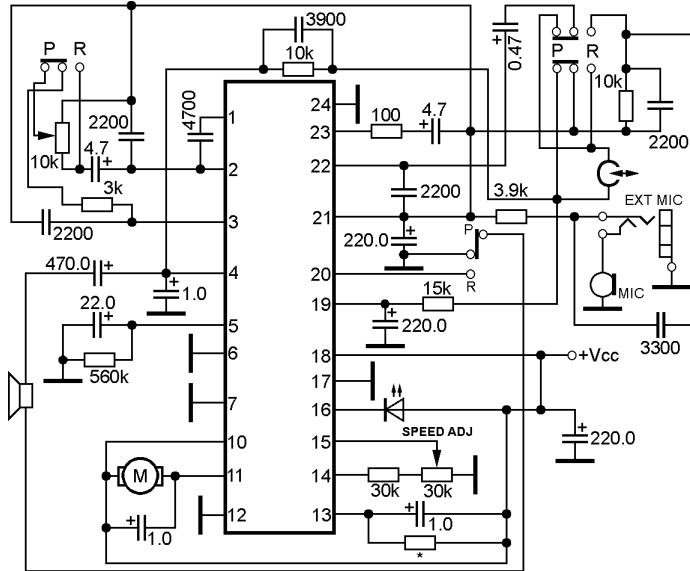 3900
10k
P R
0.47
P R
10k
2200
2200
4700
10k
4.7 +
3k
2200
1
2
3
4
5
6
7
10
11
12
24
23
22
21
20
19
18
17
16
15
14
13
100
4.7
+
+
2200
3.9k
EXT MIC
MIC
220.0
+
P
R
15k
220.0
+
3300
+Vcc
470.0
+
1.0
+
22.0
+
560k
M
+
1.0
SPEED ADJ
30k
30k
220.0
+
+
1.0
*